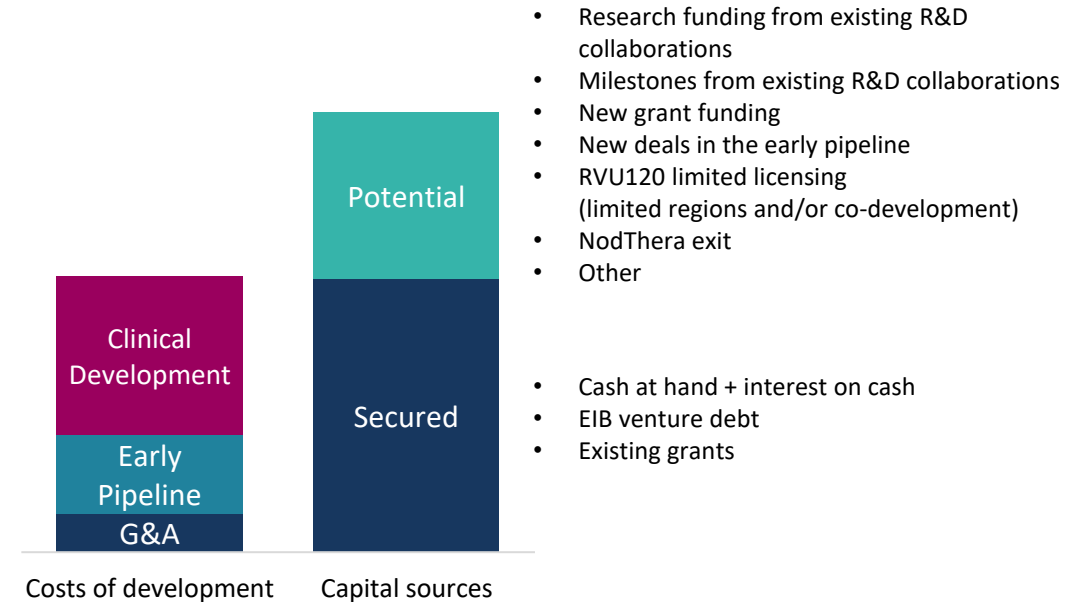 • Research funding from existing R&D
collaborations
• Milestones from existing R&D collaborations
• New grant funding
• New deals in the early pipeline
• RVU120 limited licensing
(limited regions and/or co-development)
• NodThera exit
• Other
Potential
Clinical
Development
Early
Pipeline
G&A
Secured
• Cash at hand + interest on cash
• EIB venture debt
• Existing grants
Costs of development
Capital sources